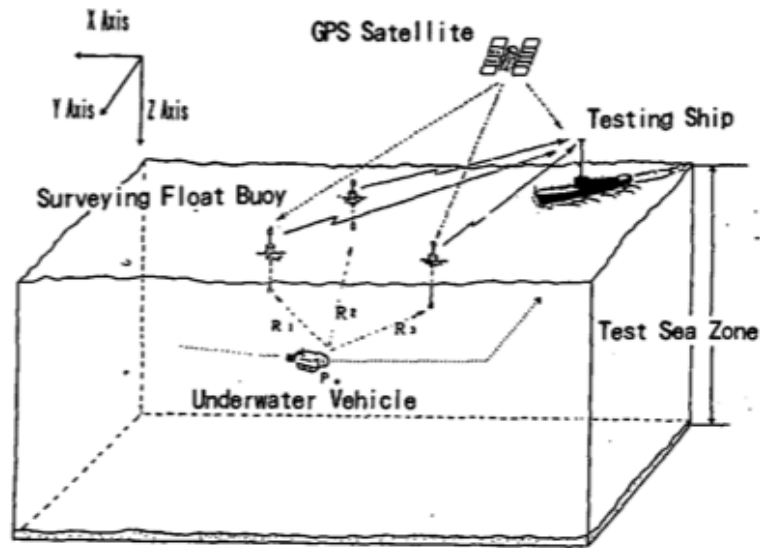 GPS Satellite
X Axis
Y Axis
Z Axis
Testing Ship
Surveying Float Buoy
R1
R2
R3
Test Sea Zone
P
Underwater Vehicle